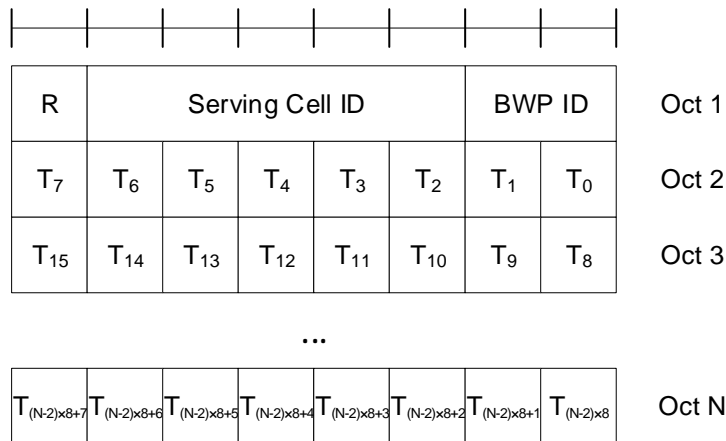 R Serving Cell ID BWP ID Oct 1
T7 T6 T5 T4 T3 T2 T1 T0 Oct 2
T15 T14 T13 T12 T11 T10 T9 T8 Oct 3
...
T(N-2)×8+7 T(N-2)×8+6 T(N-2)×8+5 T(N-2)×8+4 T(N-2)×8+3 T(N-2)×8+2 T(N-2)×8+1 T(N-2)×8 Oct N